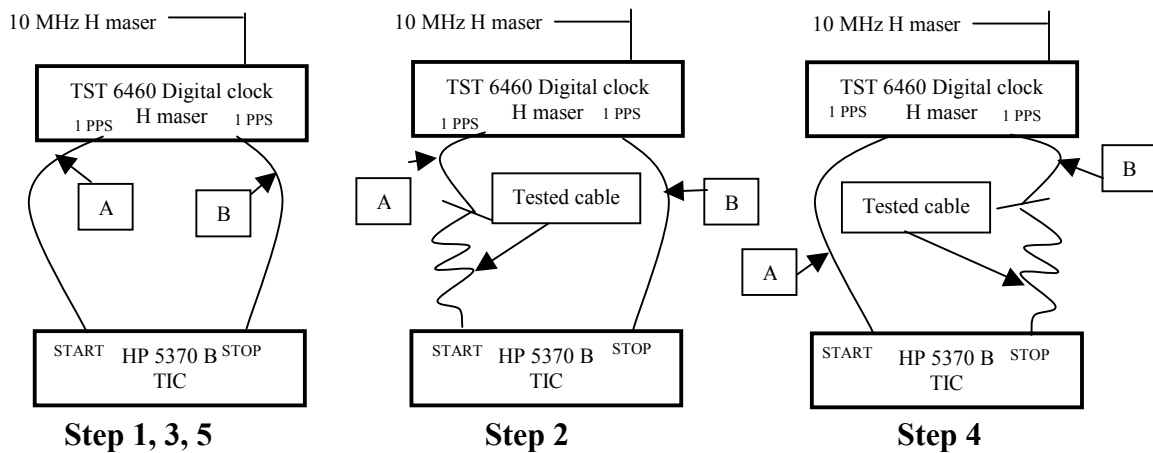 10 MHz H maser
TST 6460 Digital clock
H maser
1 PPS
1 PPS
A
B
START
HP 5370 B
STOP
TIC
Step 1, 3, 5
10 MHz H maser
TST 6460 Digital clock
H maser
1 PPS
1 PPS
A
Tested cable
B
START
HP 5370 B
STOP
TIC
Step 2
10 MHz H maser
TST 6460 Digital clock
1 PPS
H maser
1 PPS
B
Tested cable
A
START
HP 5370 B
STOP
TIC
Step 4